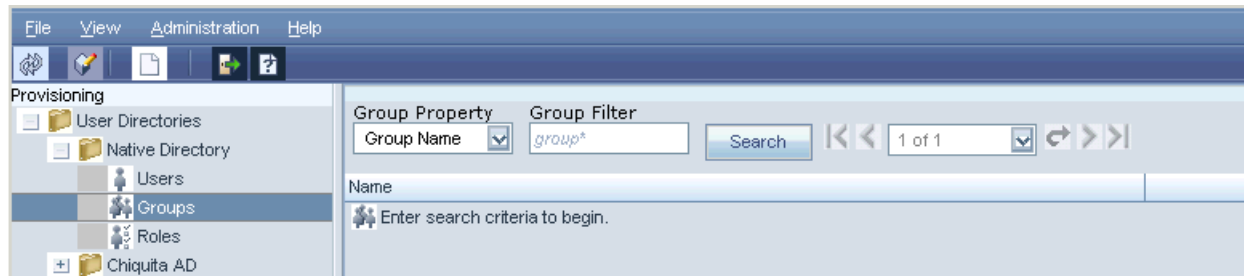 File View Administration Help
Provisioning
User Directories
Native Directory
Users
Groups
Roles
Chiquita AD
Group Property Group Filter
Group Name group* Search 1 of 1
Name
Enter search criteria to begin.